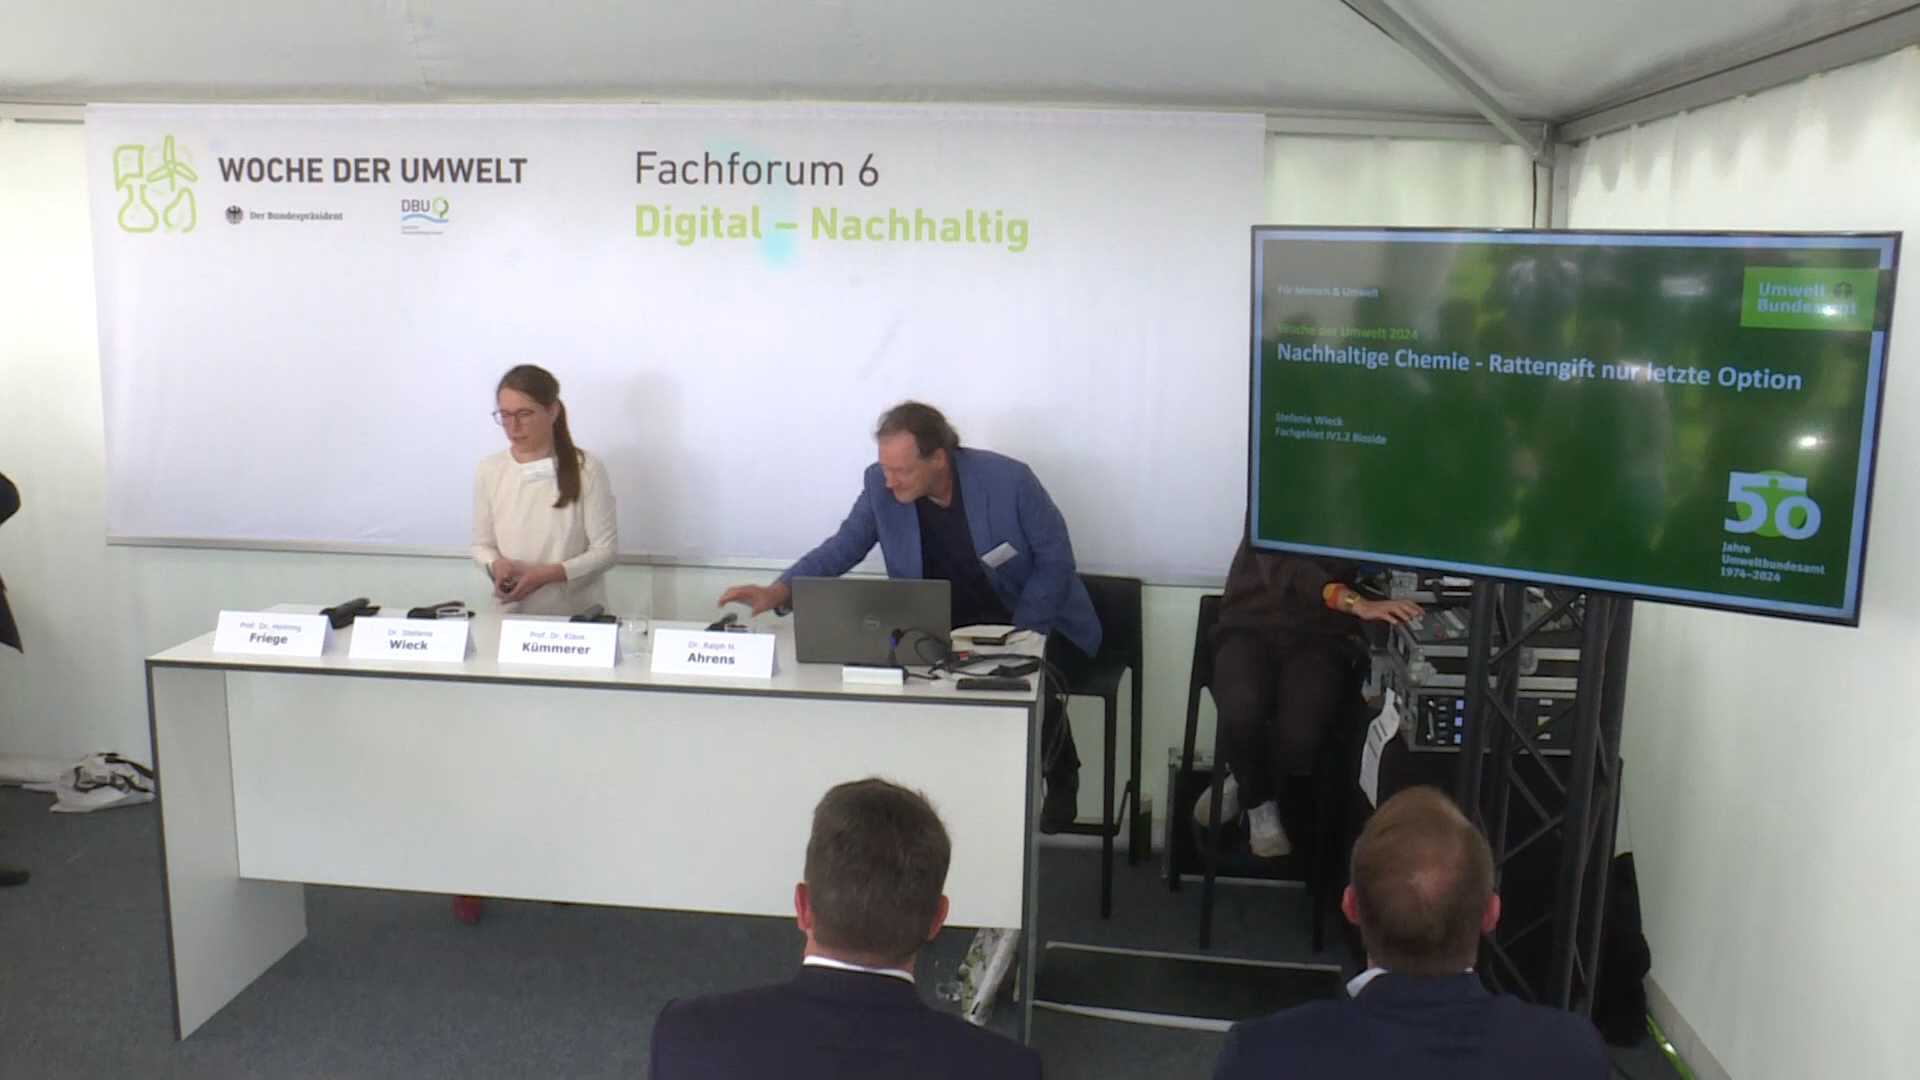 WOCHE DER UMWELT
Der Bundespräsident
DBU
Fachforum 6
Digital – Nachhaltig
Für Mensch & Umwelt
Umwelt
Bundesamt
Woche der Umwelt 2024
Nachhaltige Chemie - Rattengift nur letzte Option
Stefanie Wieck
Fachgebiet IV1.2 Biozide
50
Jahre
Umweltbundesamt
1974–2024
Prof. Dr. Henning
Friege
Dr. Stefanie
Wieck
Prof. Dr. Klaus
Kümmerer
Dr. Ralph H.
Ahrens
DELL